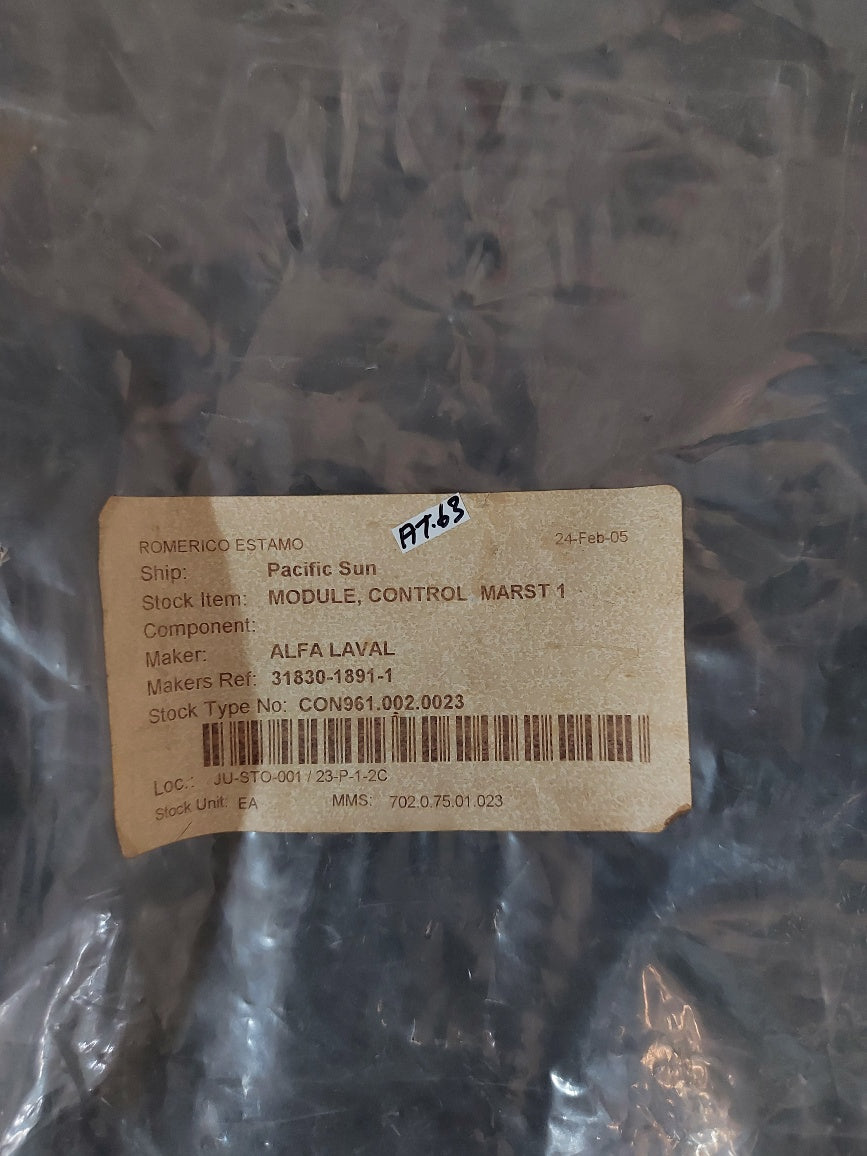 AT.63
ROMERICO ESTAMO 24-Feb-05
Ship: Pacific Sun
Stock Item: MODULE, CONTROL MARST 1
Component:
Maker: ALFA LAVAL
Makers Ref: 31830-1891-1
Stock Type No: CON961.002.0023
Loc.: JU-STO-001 / 23-P-1-2C
Stock Unit: EA MMS: 702.0.75.01.023